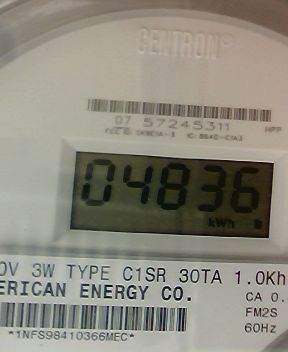 CENTRON®
07 57245311
HPP
04836
kWh
0V 3W TYPE C1SR 30TA 1.0Kh
ERICAN ENERGY CO.
CA 0.
FM2S
60Hz
*1NFS98410366MEC*